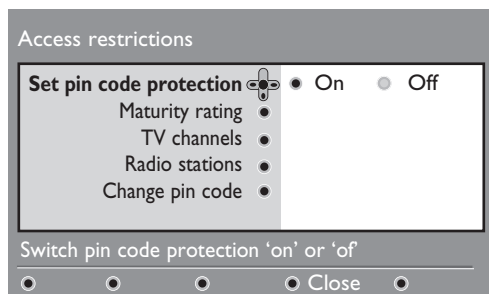 Access restrictions
Set pin code protection On Off
Maturity rating
TV channels
Radio stations
Change pin code
Switch pin code protection ‘on’ or ‘of’
Close